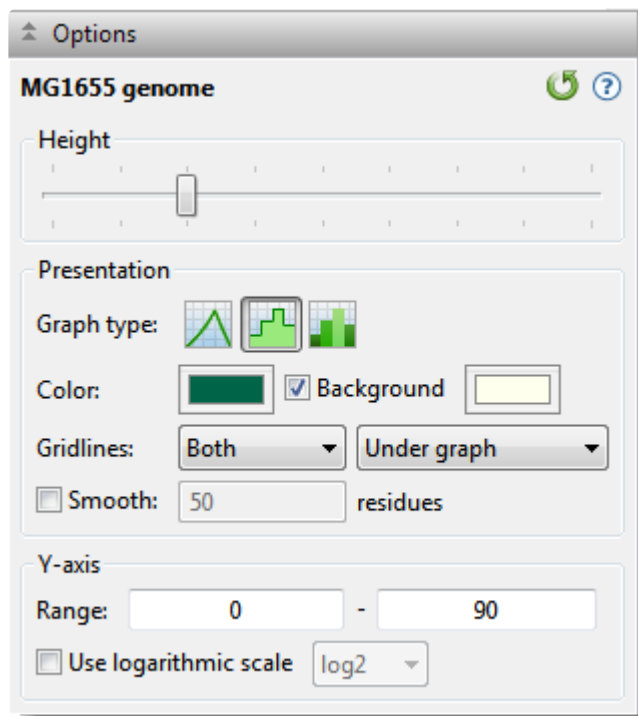 Options
MG1655 genome ?
Height
Presentation
Graph type:
Color: Background
Gridlines: Both Under graph
Smooth: 50 residues
Y-axis
Range: 0 - 90
Use logarithmic scale log2